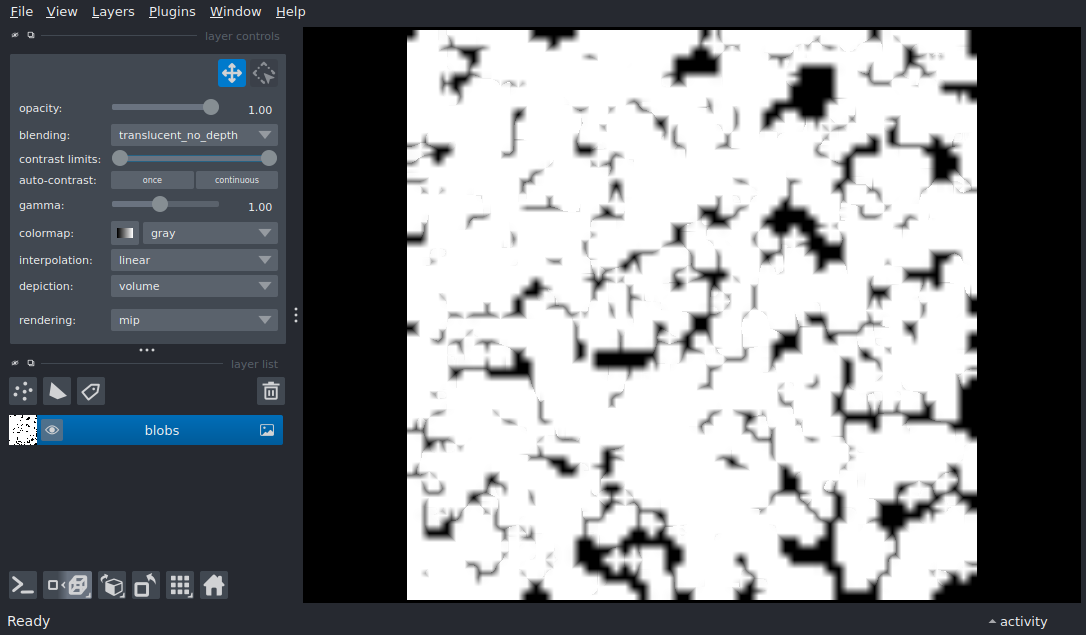 File View Layers Plugins Window Help
layer controls
opacity: 1.00
blending: translucent_no_depth
contrast limits:
auto-contrast: once continuous
gamma: 1.00
colormap: gray
interpolation: linear
depiction: volume
rendering: mip
layer list
blobs
Ready activity